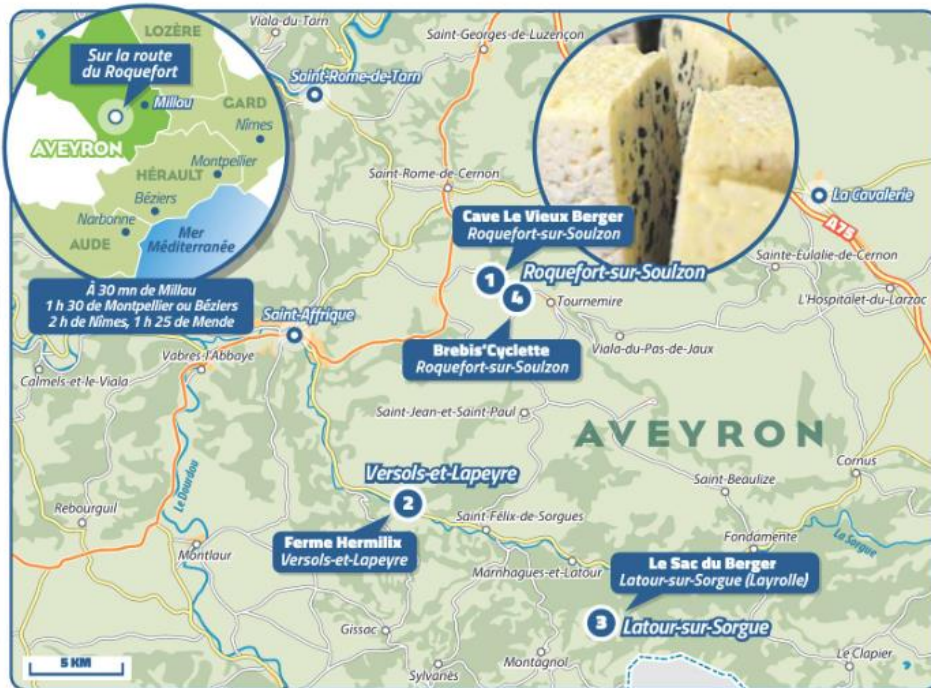 LOZÈRE
Sur la route
du Roquefort
Millau
GARD
Nîmes
AVEYRON
Montpellier
HÉRAULT
Béziers
Narbonne
AUDE
Mer
Méditerranée
À 30 mn de Millau
1 h 30 de Montpellier ou Béziers
2 h de Nîmes, 1 h 25 de Mende
Viala-du-Tarn
Saint-Georges-de-Luzençon
Saint-Rome-de-Tarn
Saint-Rome-de-Cernon
La Cavalerie
A75
Cave Le Vieux Berger
Roquefort-sur-Soulzon
Sainte-Eulalie-de-Cernon
1
Roquefort-sur-Soulzon
4
Tournemire
L'Hospitalet-du-Larzac
Saint-Affrique
Viala-du-Pas-de-Jaux
Brebis'Cyclette
Roquefort-sur-Soulzon
Vabres-l'Abbaye
Calmels-et-le-Viala
Saint-Jean-et-Saint-Paul
AVEYRON
Versols-et-Lapeyre
Cornus
Saint-Beaulize
Le Dourdou
2
Rebourguil
Saint-Félix-de-Sorgues
La Sorgue
Ferme Hermilix
Versols-et-Lapeyre
Fondamente
Montlaur
Marnhagues-et-Latour
Le Sac du Berger
Latour-sur-Sorgue (Layrolle)
3
Latour-sur-Sorgue
Gissac
Le Clapier
5 KM
Sylvanès
Montagnol